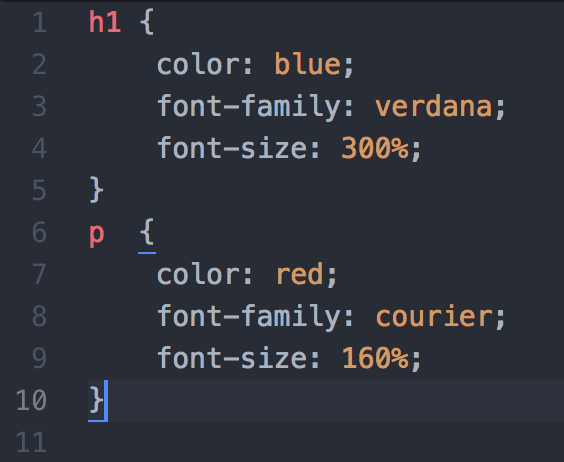 1 h1 {
2     color: blue;
3     font-family: verdana;
4     font-size: 300%;
5 }
6 p  {
7     color: red;
8     font-family: courier;
9     font-size: 160%;
10 }
11